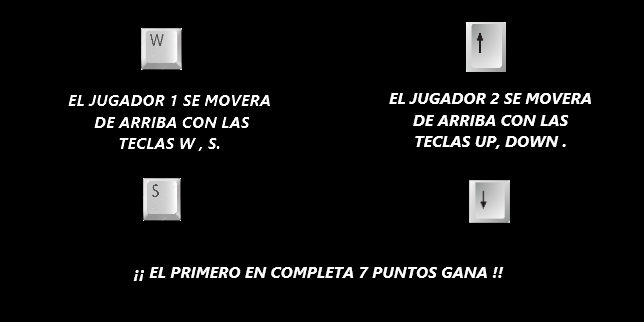 W
EL JUGADOR 1 SE MOVERA
DE ARRIBA CON LAS
TECLAS W , S.
S
EL JUGADOR 2 SE MOVERA
DE ARRIBA CON LAS
TECLAS UP, DOWN .
¡¡ EL PRIMERO EN COMPLETA 7 PUNTOS GANA !!